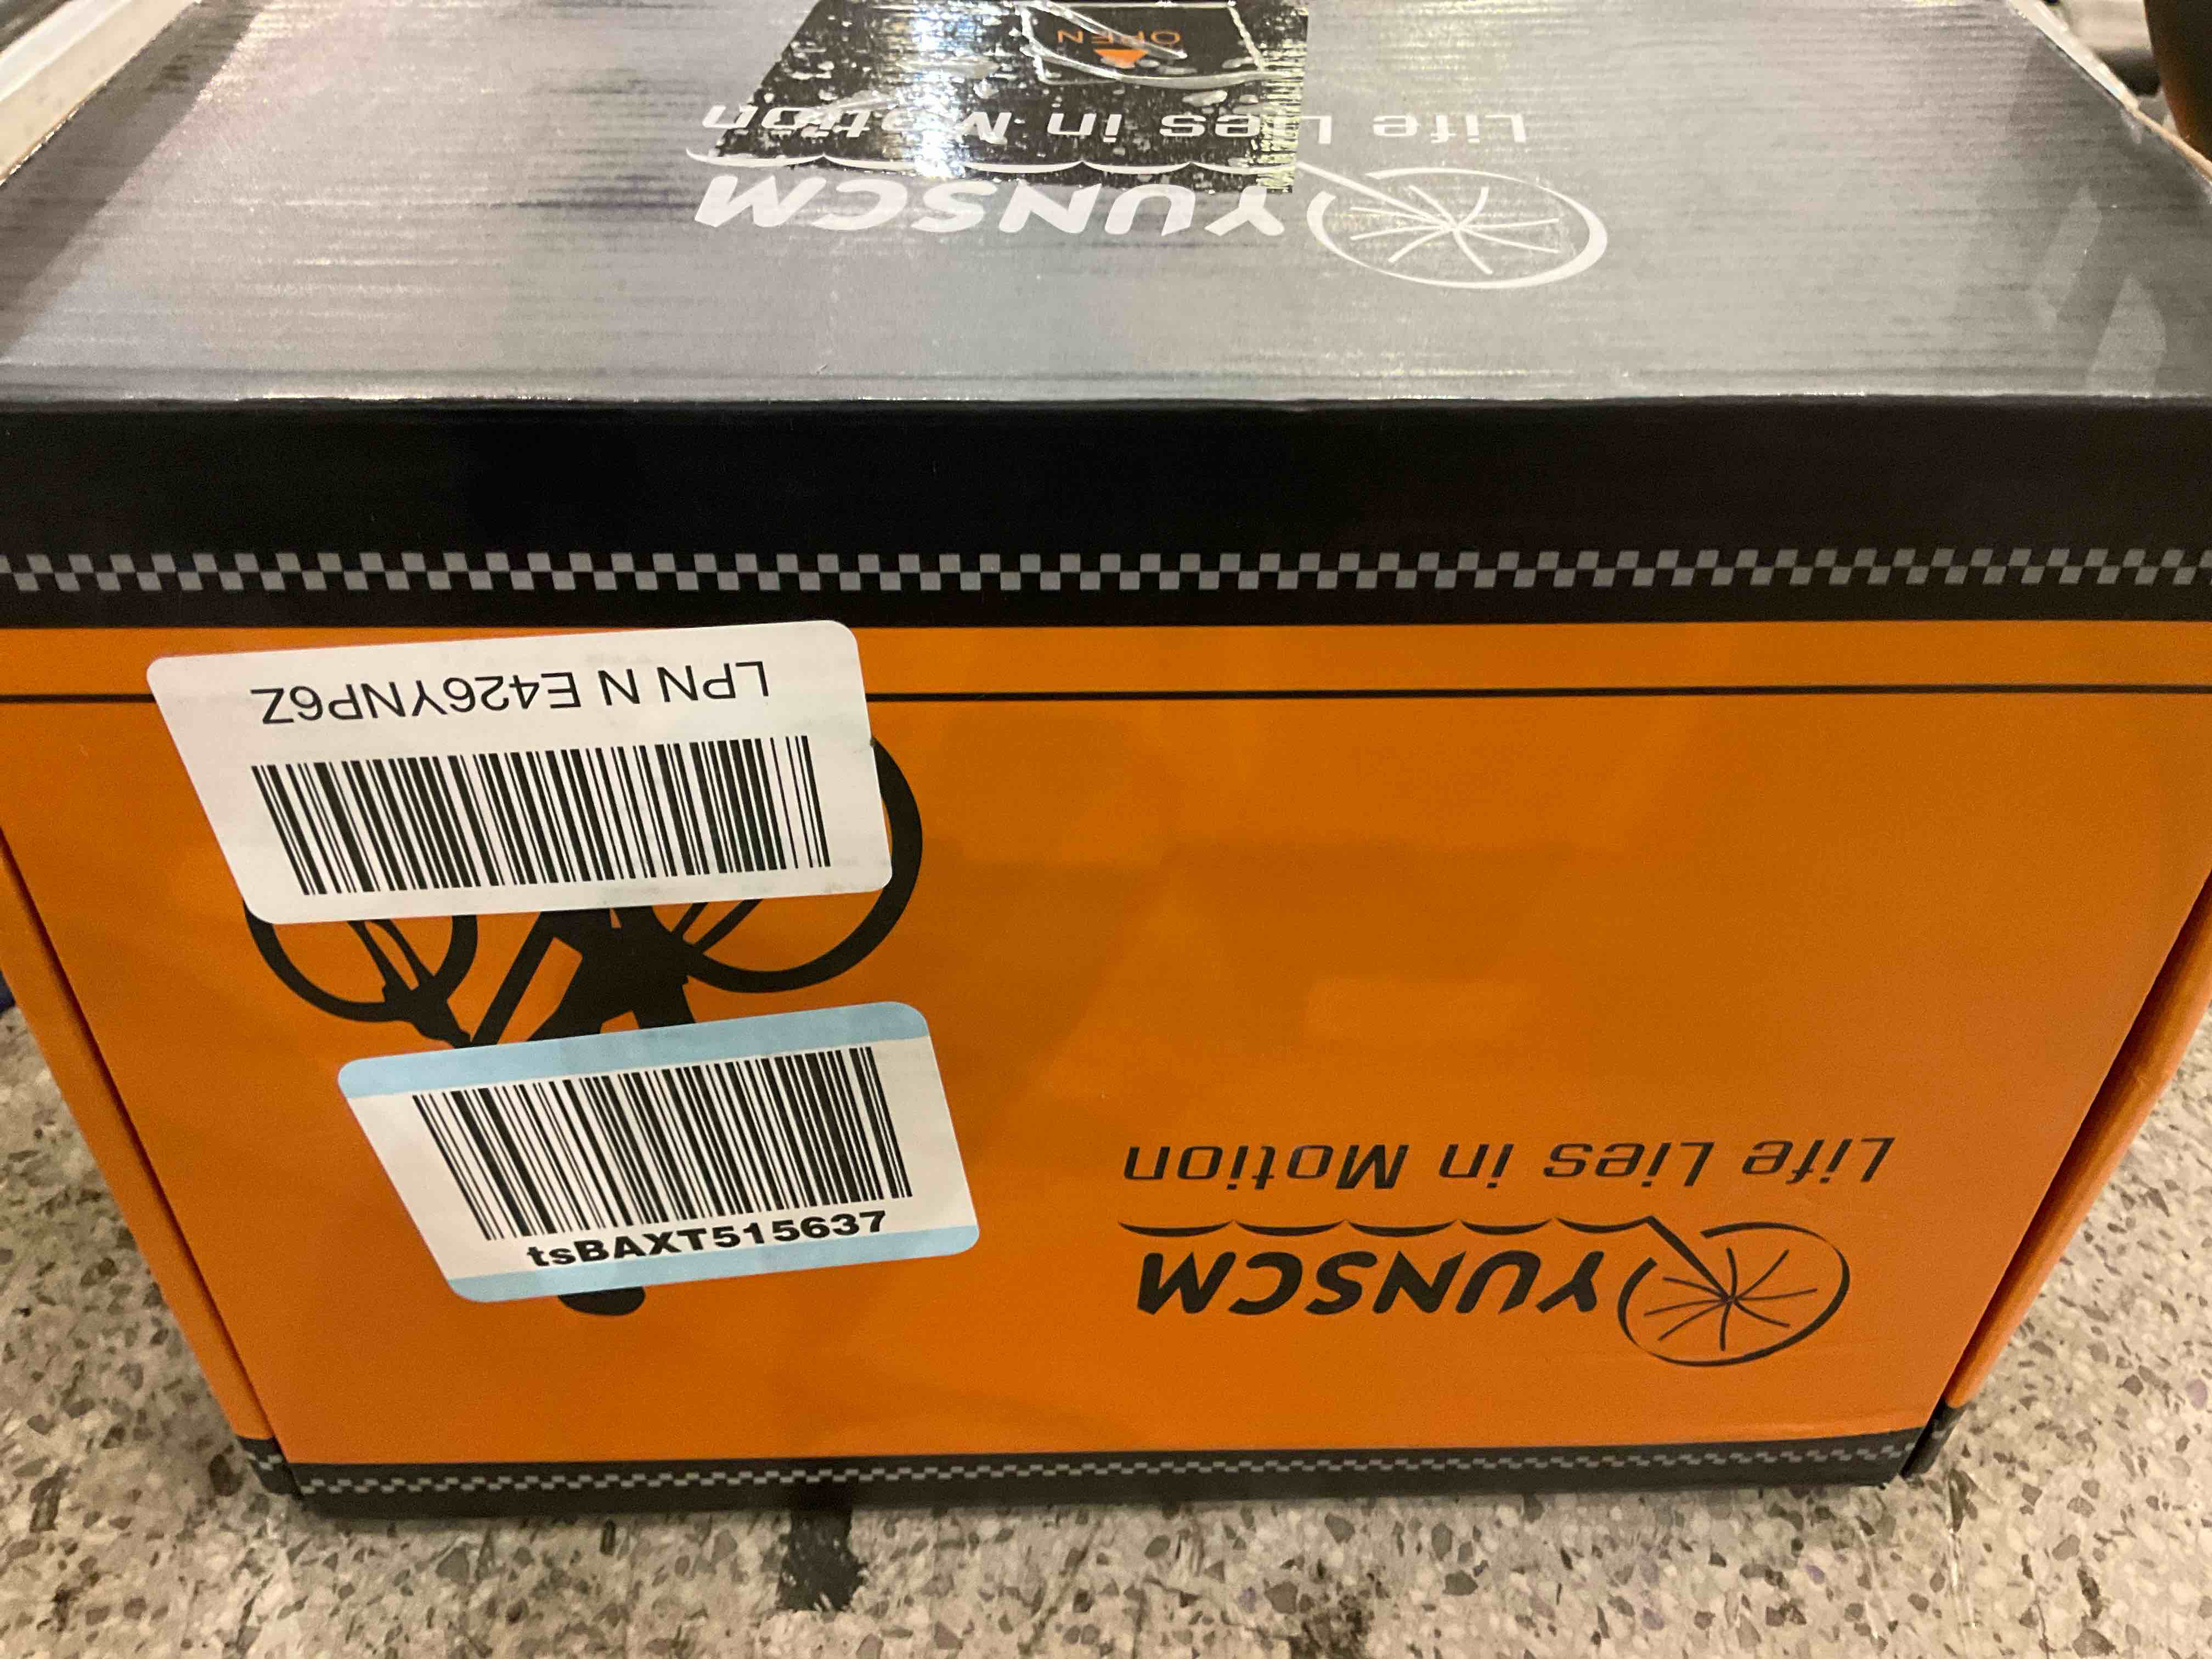 OPEN
Life Lies in Motion
YUNSCM
LPN N E426YNP6Z
tsBAXT515637
Life Lies in Motion
YUNSCM